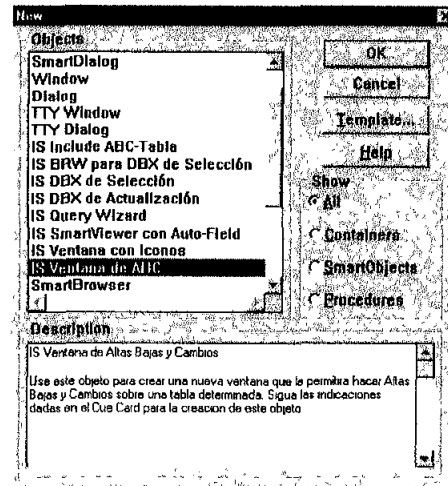 New
Objects
SmartDialog
Window
Dialog
TTY Window
TTY Dialog
IS Include ABC-Tabla
IS BRW para DBX de Selección
IS DBX de Selección
IS DBX de Actualización
IS Query Wizard
IS SmartViewer con Auto-Field
IS Ventana con Iconos
IS Ventana de ABC
SmartBrowser
OK
Cancel
Template...
Help
Show
All
Containers
SmartObjects
Procedures
Description
IS Ventana de Altas Bajas y Cambios
Use este objeto para crear una nueva ventana que le permitira hacer Altas
Bajas y Cambios sobre una tabla determinada. Siga las indicaciones
dadas en el Cue Card para la creacion de este objeto